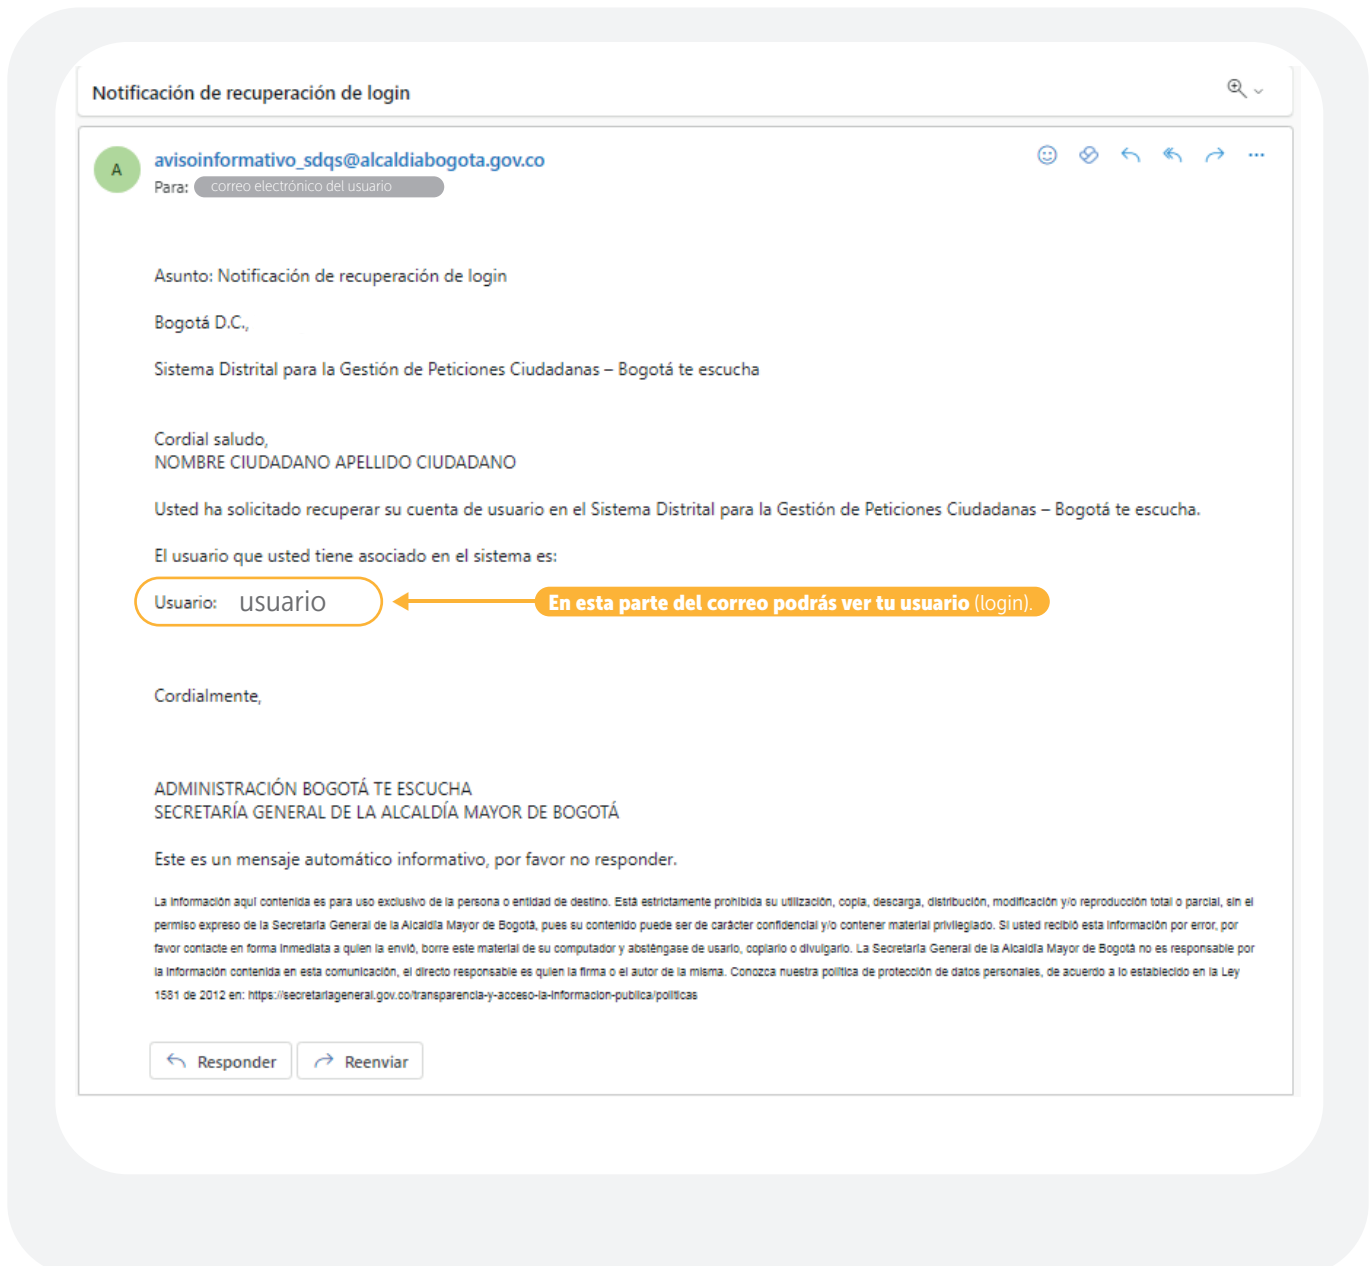 Notificación de recuperación de login
A
avisoinformativo_sdqs@alcaldiabogota.gov.co
Para: correo electrónico del usuario
Asunto: Notificación de recuperación de login
Bogotá D.C.,
Sistema Distrital para la Gestión de Peticiones Ciudadanas – Bogotá te escucha
Cordial saludo,
NOMBRE CIUDADANO APELLIDO CIUDADANO
Usted ha solicitado recuperar su cuenta de usuario en el Sistema Distrital para la Gestión de Peticiones Ciudadanas – Bogotá te escucha.
El usuario que usted tiene asociado en el sistema es:
Usuario: usuario
En esta parte del correo podrás ver tu usuario (login).
Cordialmente,
ADMINISTRACIÓN BOGOTÁ TE ESCUCHA
SECRETARÍA GENERAL DE LA ALCALDÍA MAYOR DE BOGOTÁ
Este es un mensaje automático informativo, por favor no responder.
La información aquí contenida es para uso exclusivo de la persona o entidad de destino. Está estrictamente prohibida su utilización, copia, descarga, distribución, modificación y/o reproducción total o parcial, sin el
permiso expreso de la Secretaría General de la Alcaldía Mayor de Bogotá, pues su contenido puede ser de carácter confidencial y/o contener material privilegiado. Si usted recibió esta información por error, por
favor contacte en forma inmediata a quien la envió, borre este material de su computador y absténgase de usarlo, copiarlo o divulgarlo. La Secretaría General de la Alcaldía Mayor de Bogotá no es responsable por
la información contenida en esta comunicación, el directo responsable es quien la firma o el autor de la misma. Conozca nuestra política de protección de datos personales, de acuerdo a lo establecido en la Ley
1581 de 2012 en: https://secretariageneral.gov.co/transparencia-y-acceso-la-informacion-publica/politicas
Responder
Reenviar